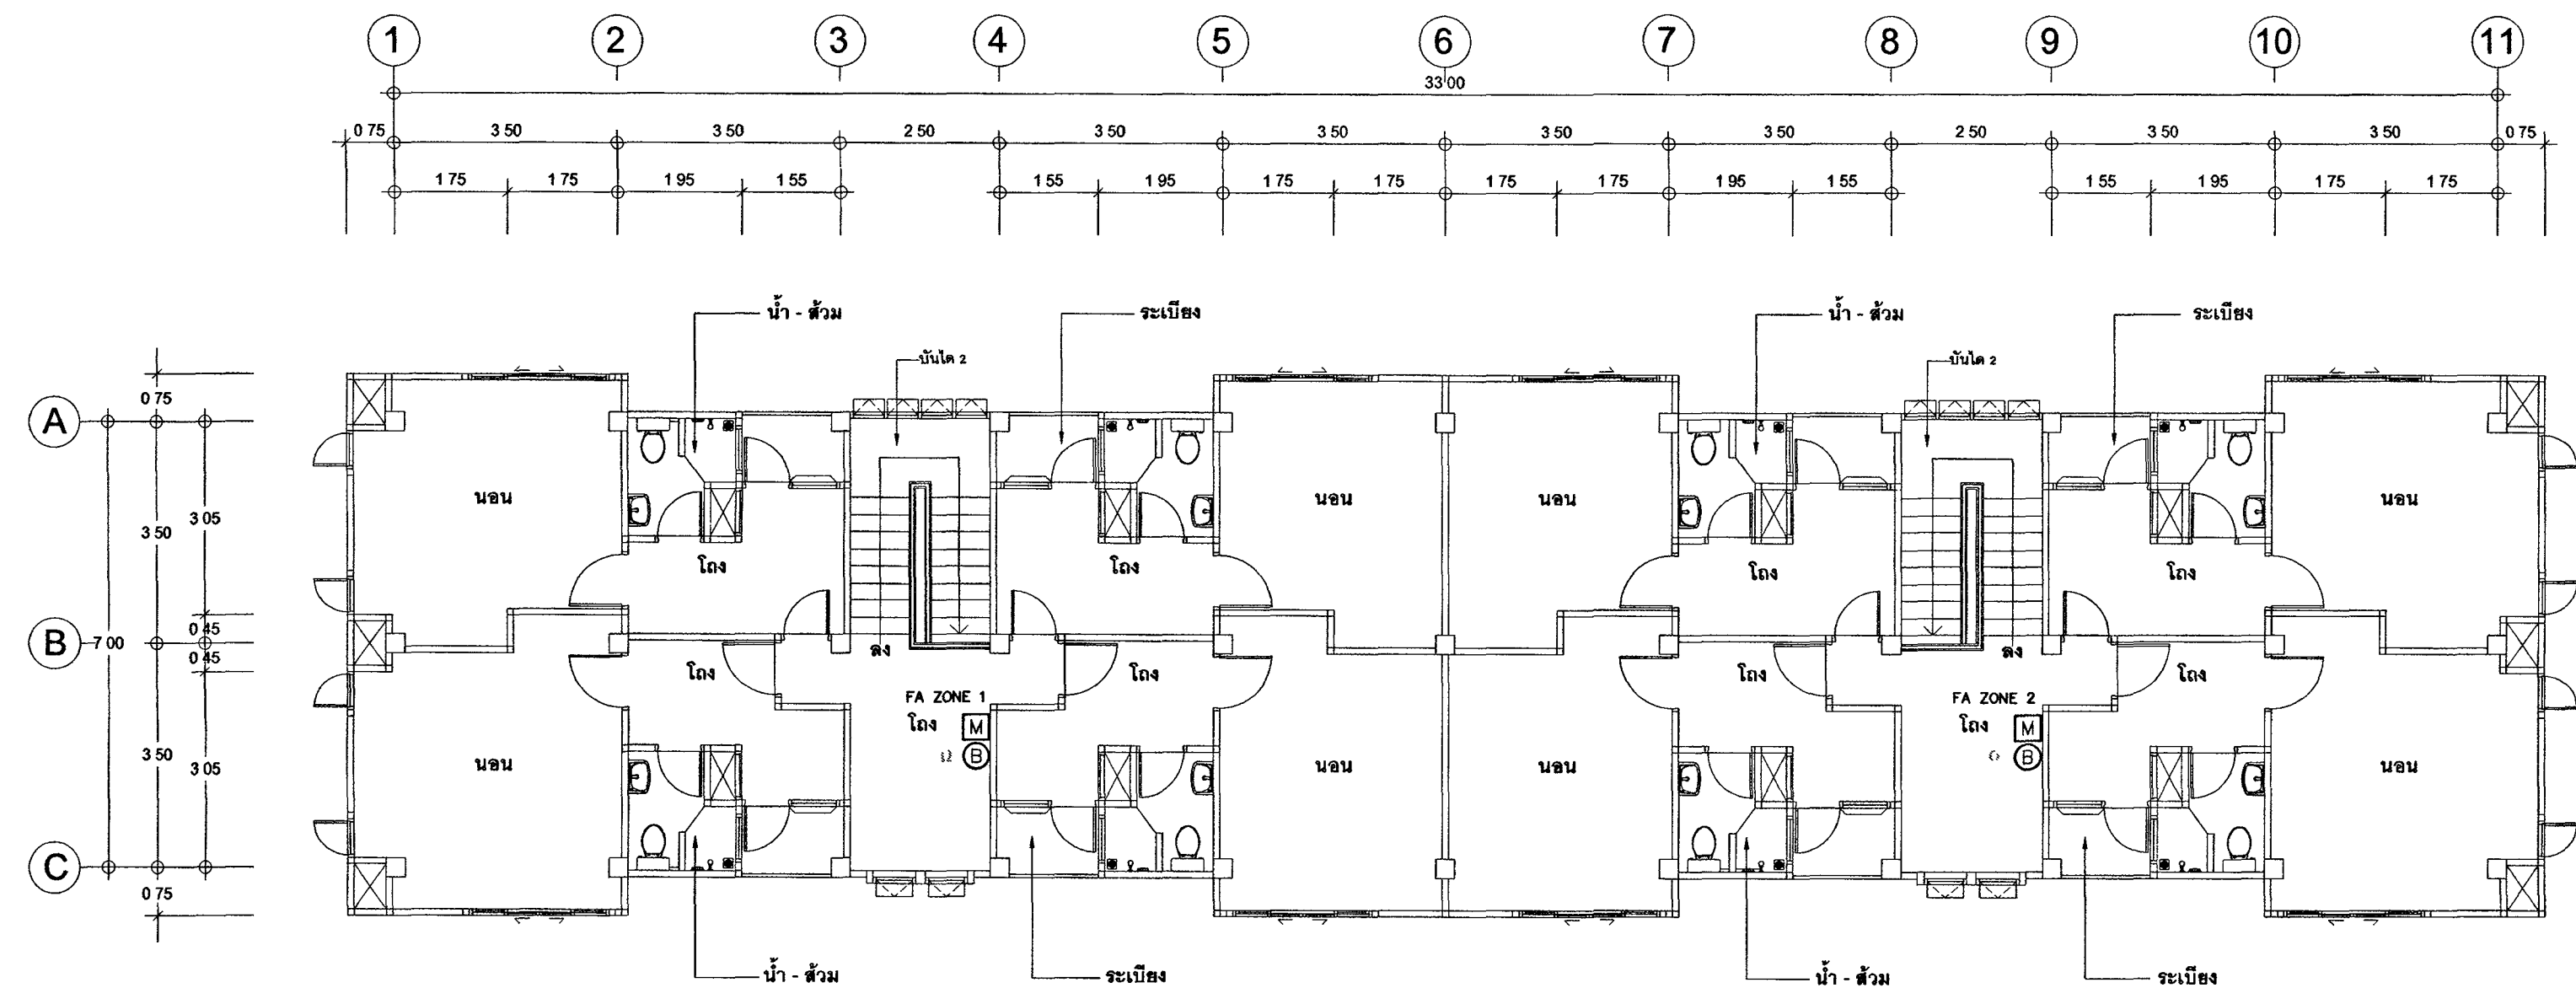 1 2 3 4 5 6 7 8 9 10 11
33 00
0 75 3 50 3 50 2 50 3 50 3 50 3 50 3 50 2 50 3 50 3 50 0 75
1 75 1 75 1 95 1 55 1 55 1 95 1 75 1 75 1 75 1 75 1 95 1 55 1 55 1 95 1 75 1 75
น้ำ - ส้วม ระเบียง น้ำ - ส้วม ระเบียง
บันได 2 บันได 2
0 75
A
นอน นอน นอน นอน
3 50 3 05
โถง โถง โถง โถง
0 45
B 7 00
0 45
ลง ลง
โถง โถง โถง โถง
FA ZONE 1 FA ZONE 2
โถง M โถง M
B B
3 50 3 05
นอน นอน นอน นอน
C
0 75
น้ำ - ส้วม ระเบียง น้ำ - ส้วม ระเบียง